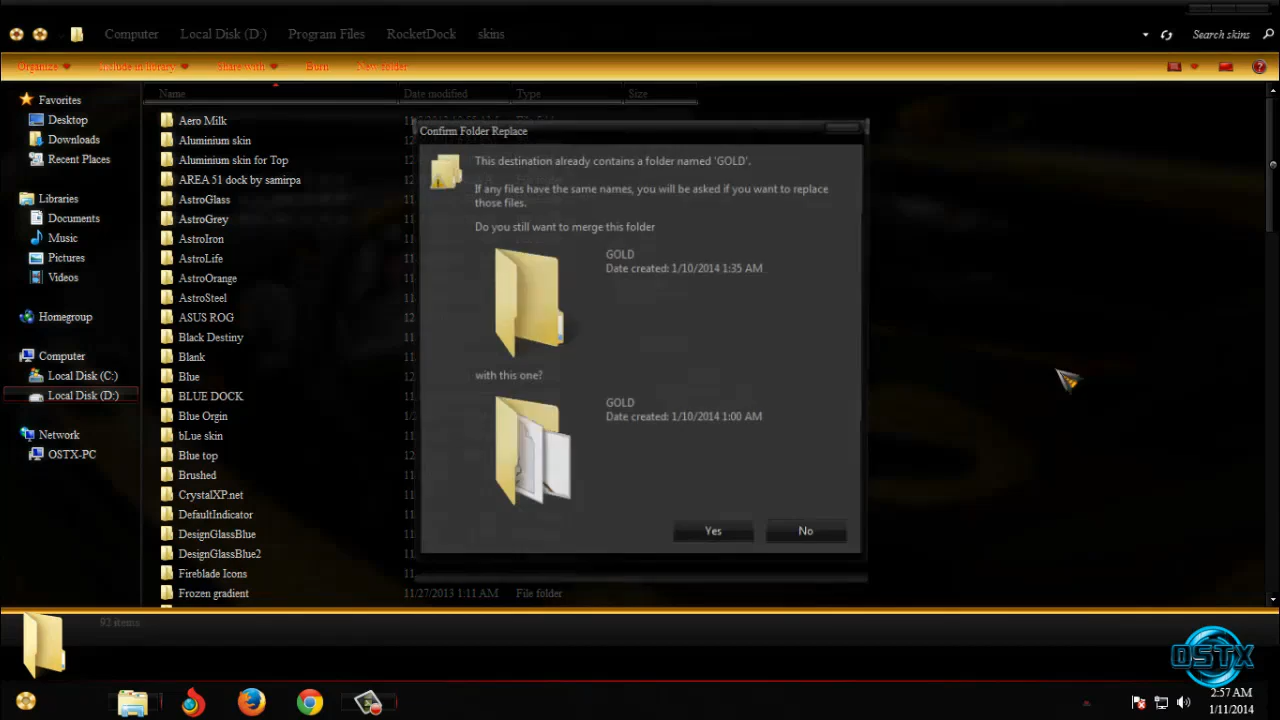 Computer Local Disk (D:) Program Files RocketDock skins Search skins
Organize Include in library Share with Burn New folder
Name Date modified Type Size
Favorites
Desktop
Downloads
Recent Places
Libraries
Documents
Music
Pictures
Videos
Homegroup
Computer
Local Disk (C:)
Local Disk (D:)
Network
OSTX-PC
Aero Milk
Aluminium skin
Aluminium skin for Top
AREA 51 dock by samirpa
AstroGlass
AstroGrey
AstroIron
AstroLife
AstroOrange
AstroSteel
ASUS ROG
Black Destiny
Blank
Blue
BLUE DOCK
Blue Orgin
bLue skin
Blue top
Brushed
CrystalXP.net
DefaultIndicator
DesignGlassBlue
DesignGlassBlue2
Fireblade Icons
Frozen gradient 11/27/2013 1:11 AM File folder
Confirm Folder Replace
This destination already contains a folder named 'GOLD'.
If any files have the same names, you will be asked if you want to replace
those files.
Do you still want to merge this folder
GOLD
Date created: 1/10/2014 1:35 AM
with this one?
GOLD
Date created: 1/10/2014 1:00 AM
Yes No
92 items
OSTX
2:57 AM
1/11/2014